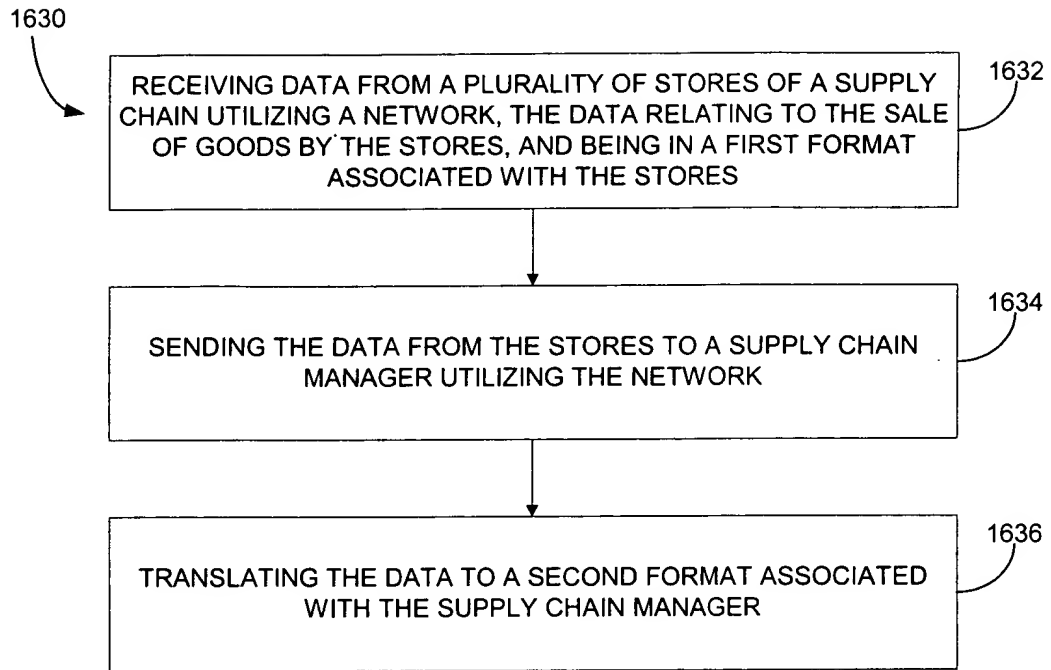 1630
RECEIVING DATA FROM A PLURALITY OF STORES OF A SUPPLY
CHAIN UTILIZING A NETWORK, THE DATA RELATING TO THE SALE
OF GOODS BY THE STORES, AND BEING IN A FIRST FORMAT
ASSOCIATED WITH THE STORES
1632
SENDING THE DATA FROM THE STORES TO A SUPPLY CHAIN
MANAGER UTILIZING THE NETWORK
1634
TRANSLATING THE DATA TO A SECOND FORMAT ASSOCIATED
WITH THE SUPPLY CHAIN MANAGER
1636